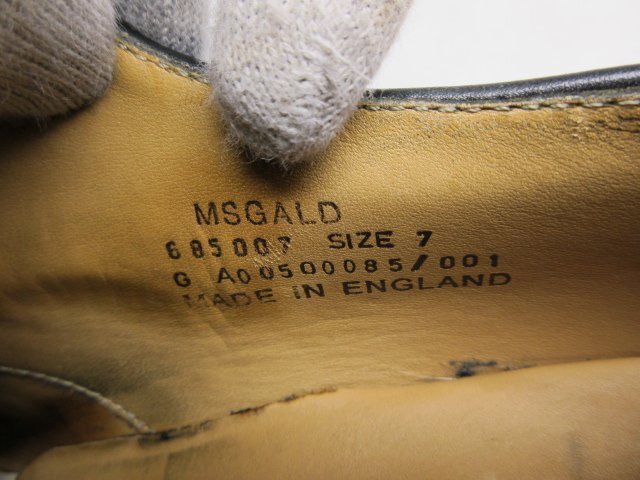 MSGALD
685007 SIZE 7
G A00500085/001
MADE IN ENGLAND